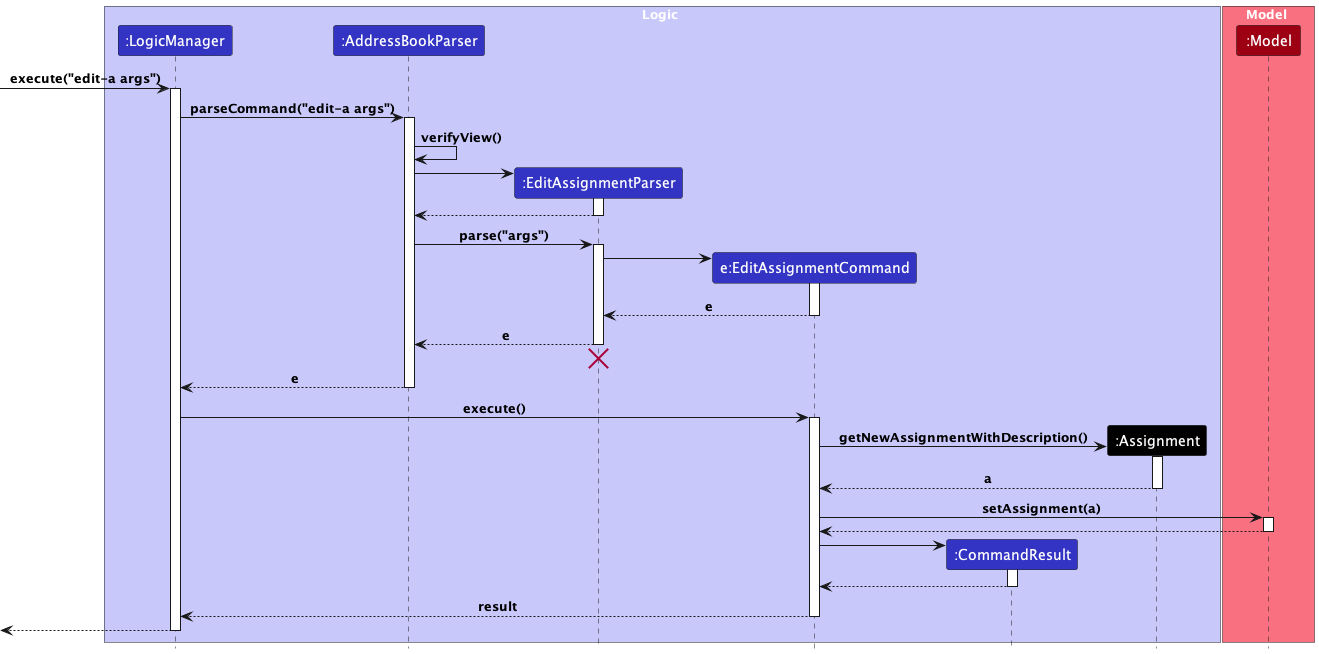 Logic
Model
:LogicManager
:AddressBookParser
:Model
execute("edit-a args")
parseCommand("edit-a args")
verifyView()
:EditAssignmentParser
parse("args")
e:EditAssignmentCommand
e
e
e
execute()
getNewAssignmentWithDescription()
:Assignment
a
setAssignment(a)
:CommandResult
result